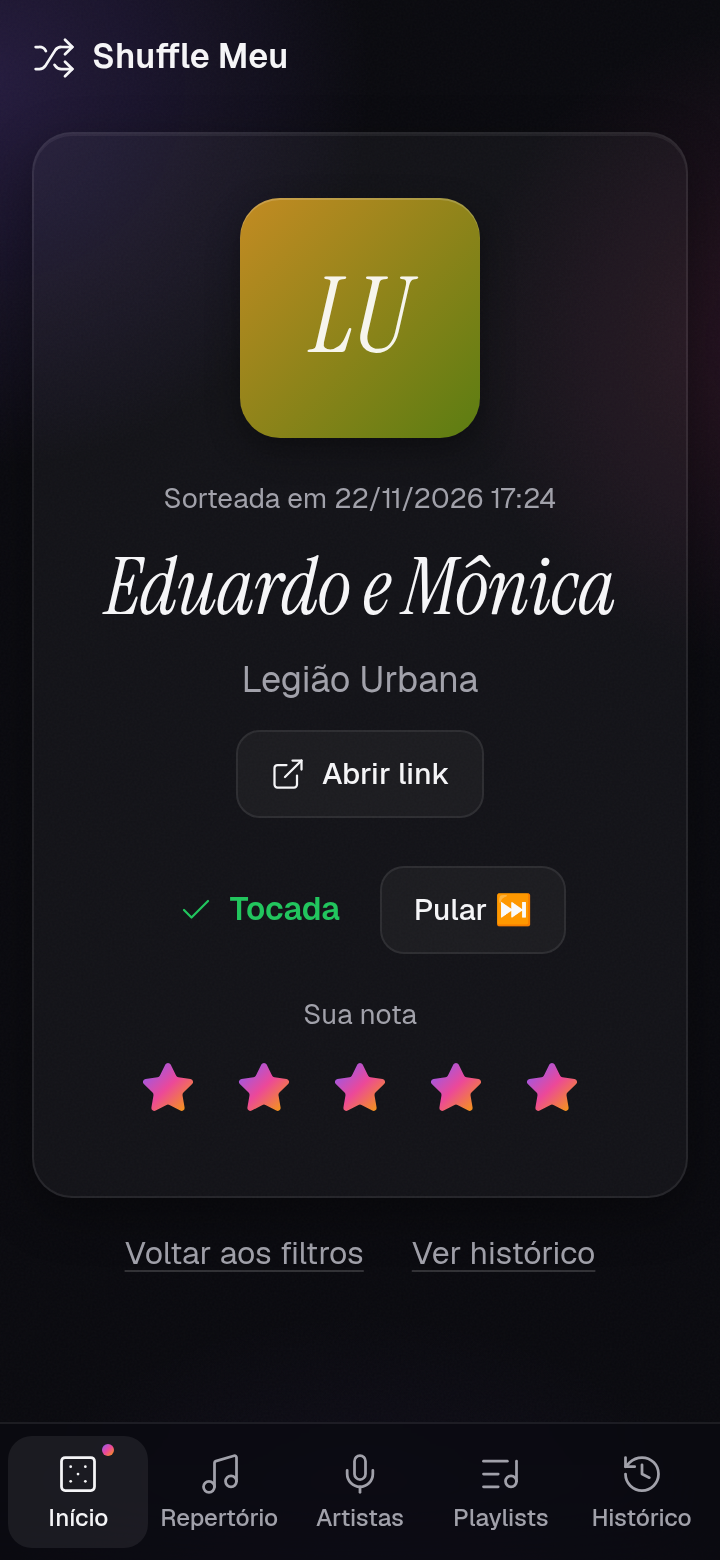 Shuffle Meu
LU
Sorteada em 22/11/2026 17:24
Eduardo e Mônica
Legião Urbana
Abrir link
Tocada
Pular ⏭️
Sua nota
Voltar aos filtros
Ver histórico
Início
Repertório
Artistas
Playlists
Histórico